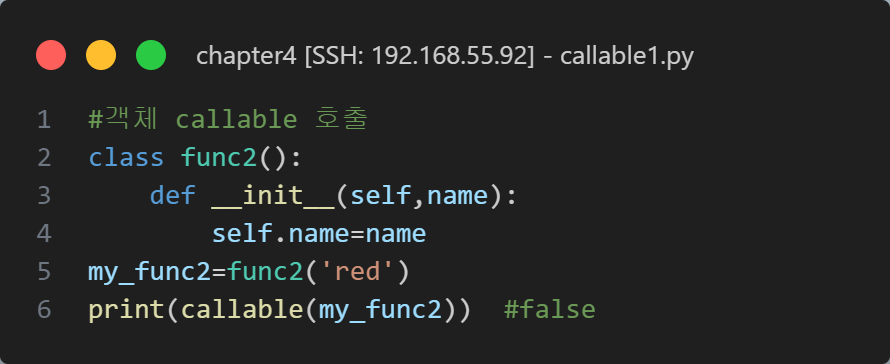 chapter4 [SSH: 192.168.55.92] - callable1.py
1 #객체 callable 호출
2 class func2():
3     def __init__(self,name):
4         self.name=name
5 my_func2=func2('red')
6 print(callable(my_func2))  #false